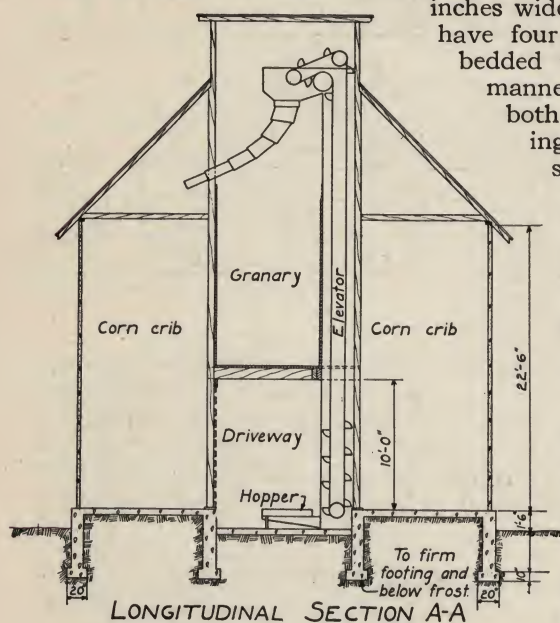 inches wide
have four
bedded
manne
both
ing
s
Granary
Elevator
Corn crib
Corn crib
22'-6"
Driveway
10'-0"
Hopper
1'-6"
10"
To firm
footing and
below frost.
20"
20"
LONGITUDINAL SECTION A-A